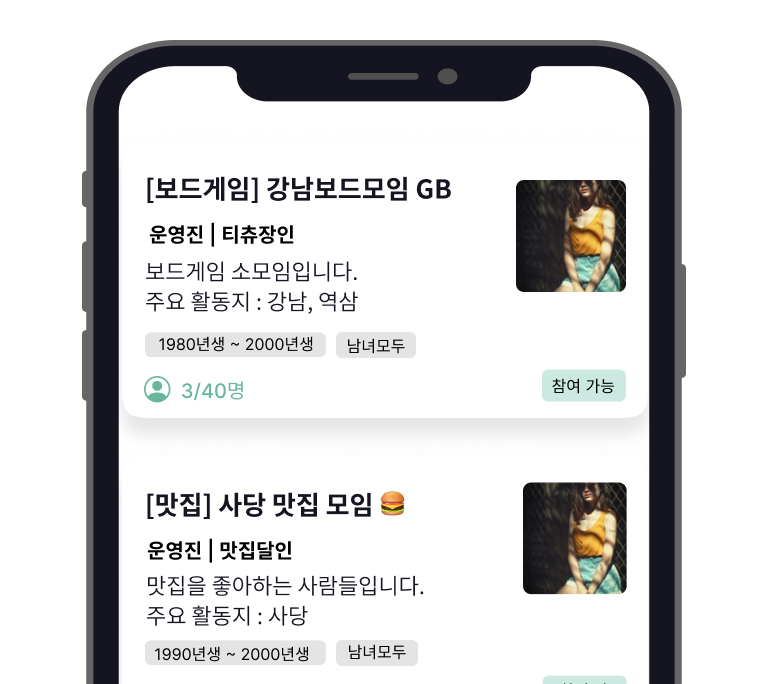 [보드게임] 강남보드모임 GB
운영진 | 티츄장인
보드게임 소모임입니다.
주요 활동지 : 강남, 역삼
1980년생 ~ 2000년생 남녀모두
3/40명 참여 가능
[맛집] 사당 맛집 모임 🍔
운영진 | 맛집달인
맛집을 좋아하는 사람들입니다.
주요 활동지 : 사당
1990년생 ~ 2000년생 남녀모두